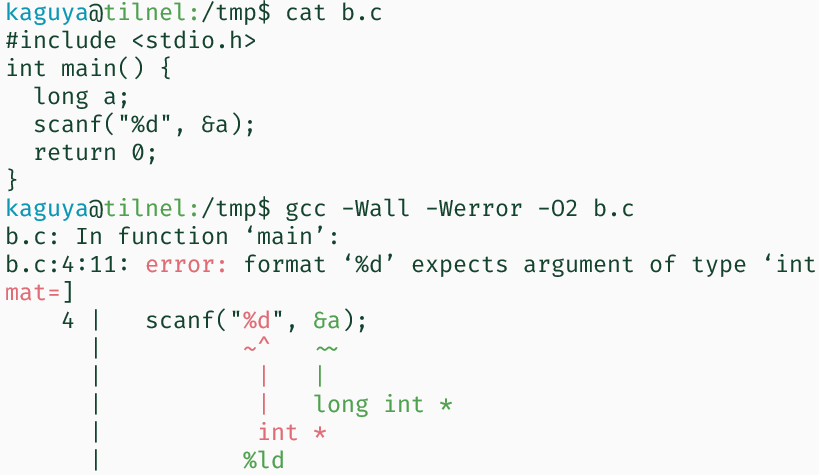 kaguya@tilnel:/tmp$ cat b.c
#include <stdio.h>
int main() {
  long a;
  scanf("%d", &a);
  return 0;
}
kaguya@tilnel:/tmp$ gcc -Wall -Werror -O2 b.c
b.c: In function ‘main’:
b.c:4:11: error: format ‘%d’ expects argument of type ‘int
mat=]
    4 |   scanf("%d", &a);
      |          ~^   ~~
      |           |   |
      |           |   long int *
      |           int *
      |          %ld